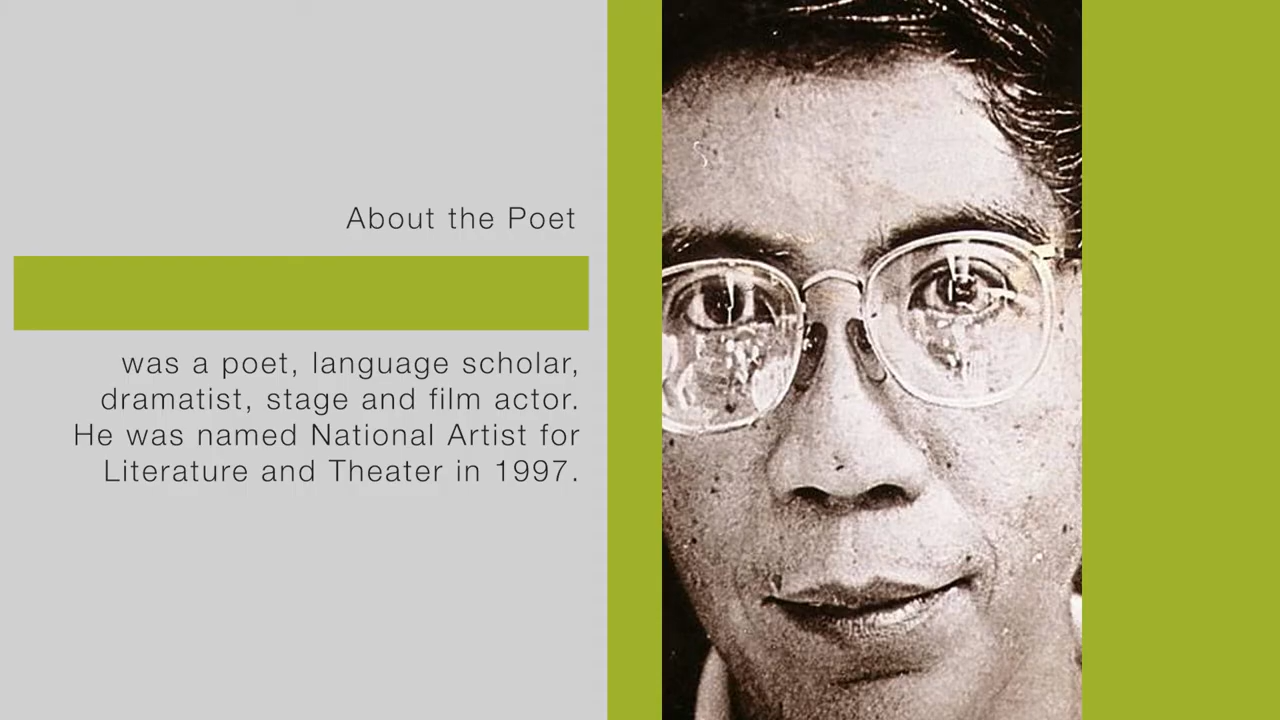 About the Poet
was a poet, language scholar,
dramatist, stage and film actor.
He was named National Artist for
Literature and Theater in 1997.